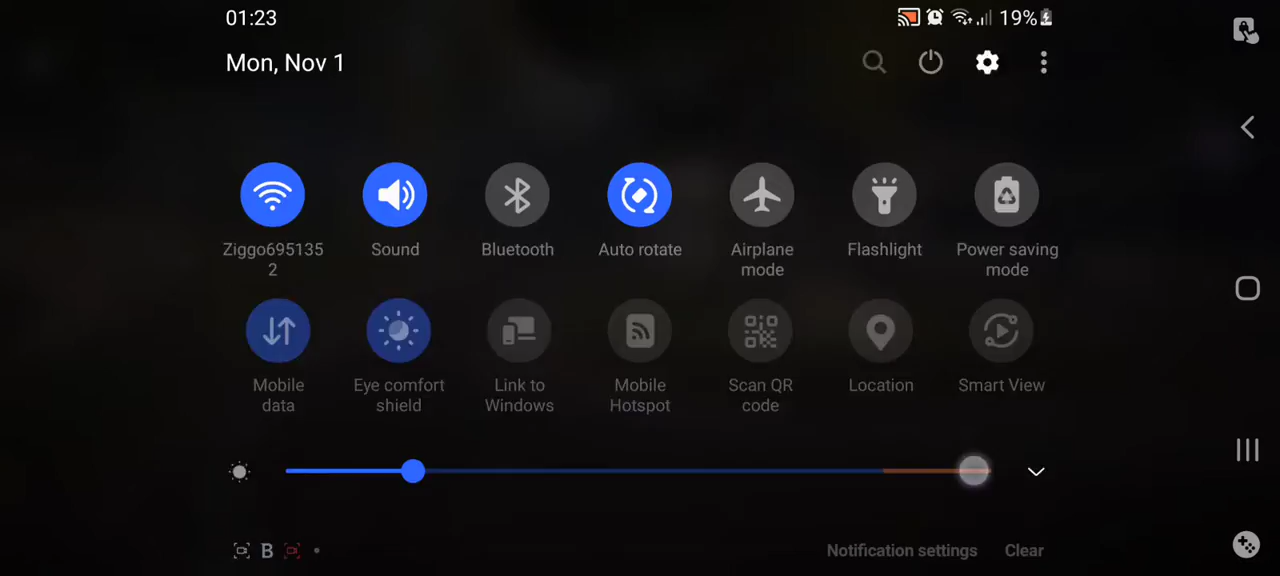 01:23
19%
Mon, Nov 1
Ziggo695135
2
Sound
Bluetooth
Auto rotate
Airplane
mode
Flashlight
Power saving
mode
Mobile
data
Eye comfort
shield
Link to
Windows
Mobile
Hotspot
Scan QR
code
Location
Smart View
B
Notification settings
Clear